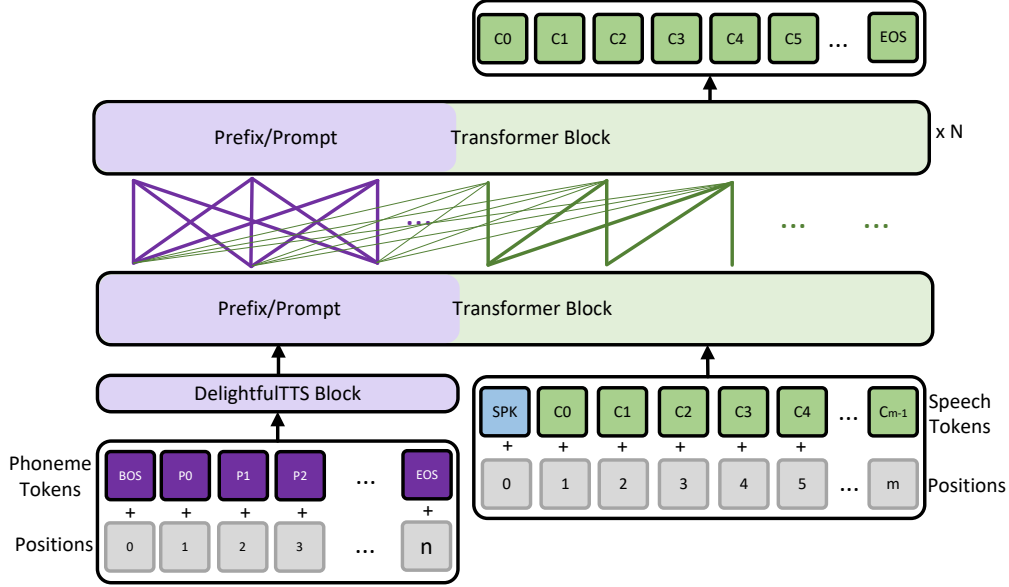 C0 C1 C2 C3 C4 C5 ... EOS
Prefix/Prompt Transformer Block x N
... ... ...
Prefix/Prompt Transformer Block
DelightfulTTS Block
SPK C0 C1 C2 C3 C4 ... Cm-1 Speech Tokens
+ + + + + +
0 1 2 3 4 5 ... m Positions
Phoneme Tokens BOS P0 P1 P2 ... EOS
+ + + + +
Positions 0 1 2 3 ... n